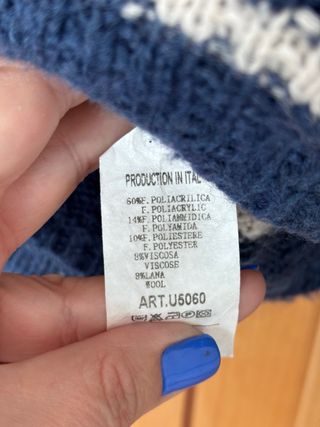 PRODUCTION IN ITAL
60%F.POLIACRILICA
F.POLIACRYLIC
14%F.POLIAMMIDICA
F.POLYAMIDA
10%F.POLIESTERE
F.POLYESTER
8%VISCOSA
VISCOSE
8%LANA
WOOL
ART.U5060